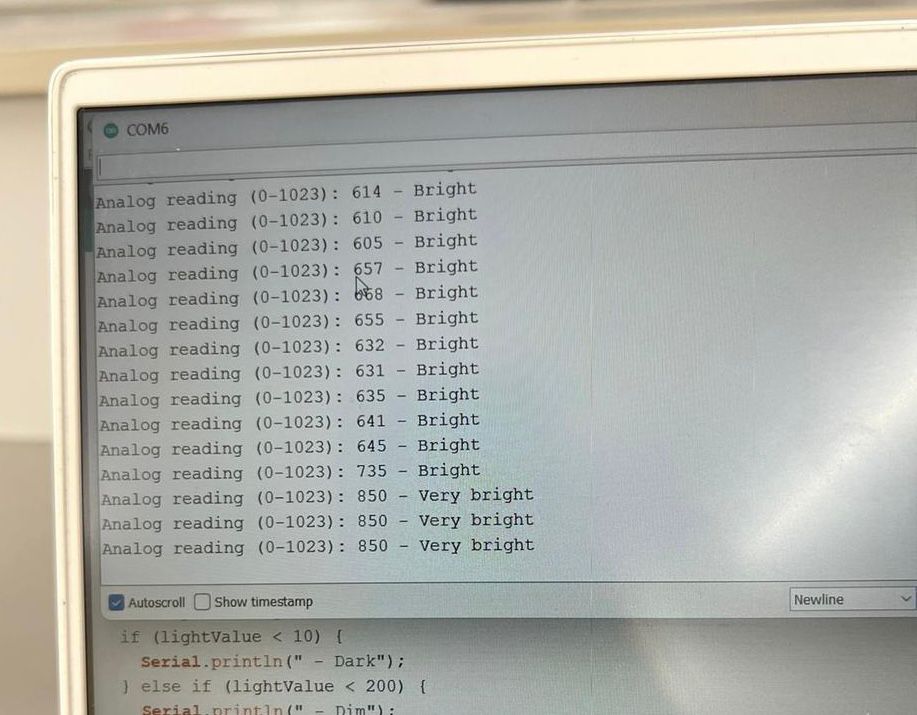 COM6
Analog reading (0-1023): 614 - Bright
Analog reading (0-1023): 610 - Bright
Analog reading (0-1023): 605 - Bright
Analog reading (0-1023): 657 - Bright
Analog reading (0-1023): 668 - Bright
Analog reading (0-1023): 655 - Bright
Analog reading (0-1023): 632 - Bright
Analog reading (0-1023): 631 - Bright
Analog reading (0-1023): 635 - Bright
Analog reading (0-1023): 641 - Bright
Analog reading (0-1023): 645 - Bright
Analog reading (0-1023): 735 - Bright
Analog reading (0-1023): 850 - Very bright
Analog reading (0-1023): 850 - Very bright
Analog reading (0-1023): 850 - Very bright
Autoscroll Show timestamp Newline
if (lightValue < 10) {
Serial.println(" - Dark");
} else if (lightValue < 200) {
Serial.println(" - Dim");